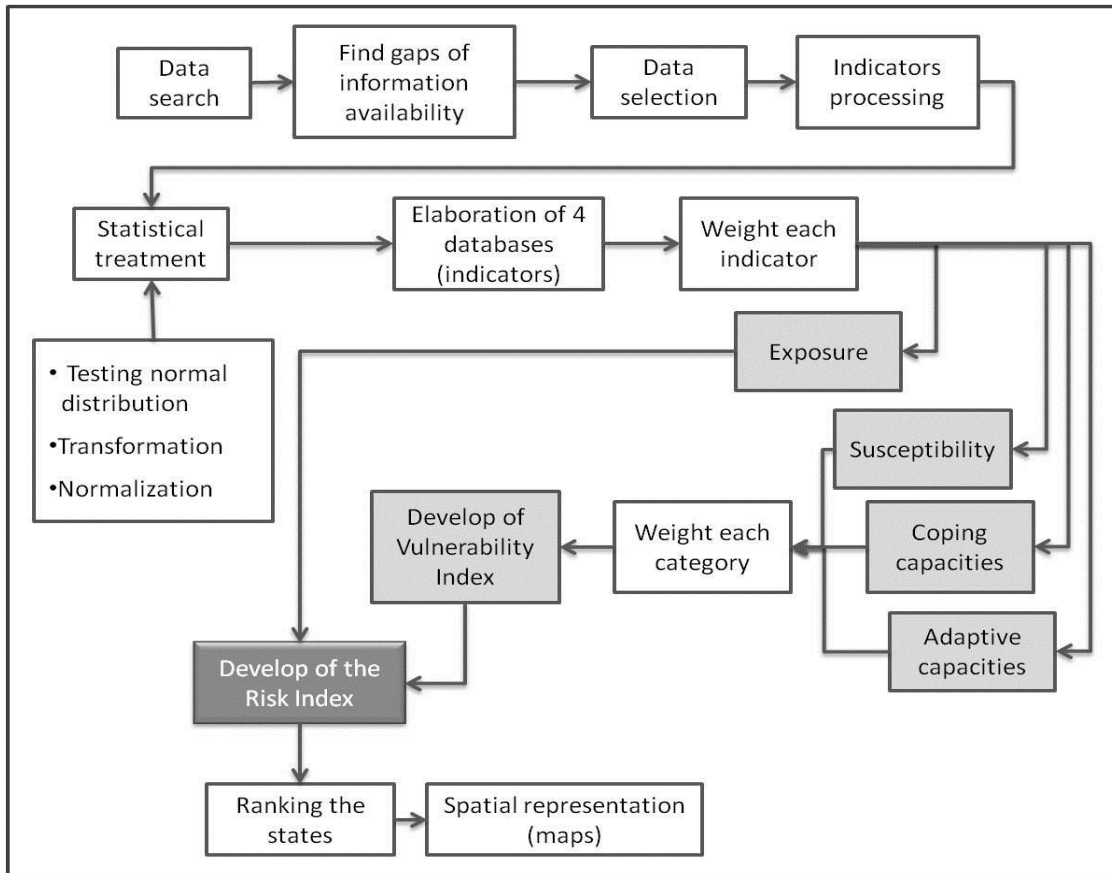 Data
search
Find gaps of
information
availability
Data
selection
Indicators
processing
Statistical
treatment
Elaboration of 4
databases
(indicators)
Weight each
indicator
• Testing normal
distribution
•Transformation
•Normalization
Exposure
Susceptibility
Coping
capacities
Adaptive
capacities
Weight each
category
Develop of
Vulnerability
Index
Develop of the
Risk Index
Ranking the
states
Spatial representation
(maps)